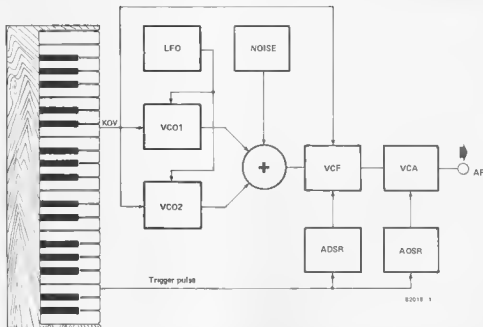 LFO
NOISE
KOV
VCO1
VCO2
+
VCF
VCA
AF
ADSR
AOSR
Trigger pulse
82018 1